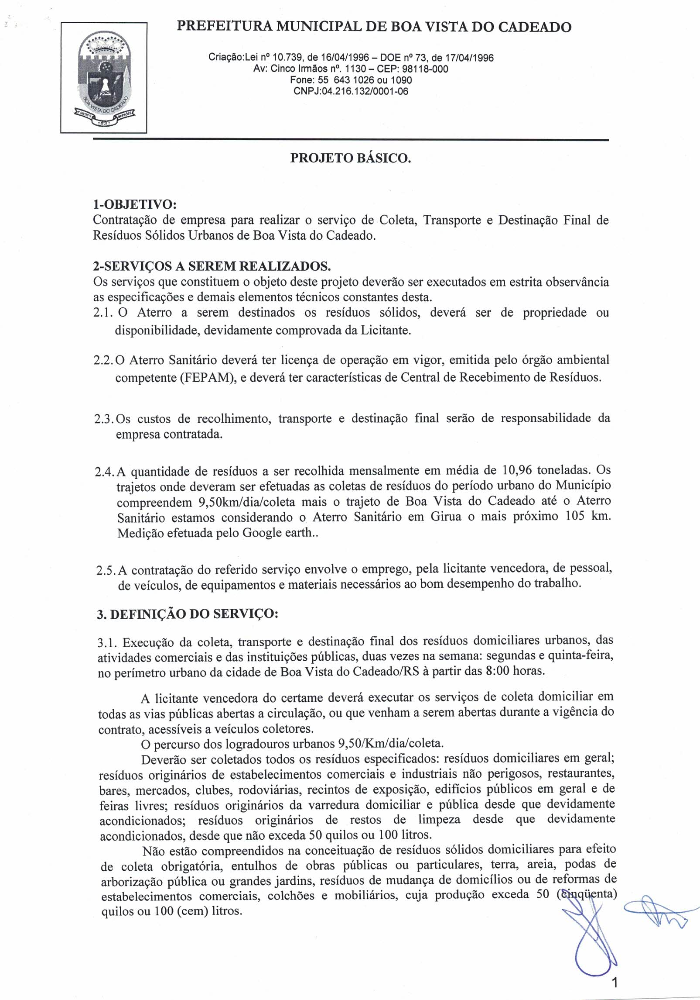 PREFEITURA MUNICIPAL DE BOA VISTA DO CADEADO
Criação:Lei nº 10.739, de 16/04/1996 – DOE nº 73, de 17/04/1996
Av: Cinco Irmãos nº. 1130 – CEP: 98118-000
Fone: 55 643 1026 ou 1090
CNPJ:04.216.132/0001-06
BOA VISTA DO CADEADO
1831
PROJETO BÁSICO.
1-OBJETIVO:
Contratação de empresa para realizar o serviço de Coleta, Transporte e Destinação Final de
Resíduos Sólidos Urbanos de Boa Vista do Cadeado.
2-SERVIÇOS A SEREM REALIZADOS.
Os serviços que constituem o objeto deste projeto deverão ser executados em estrita observância
as especificações e demais elementos técnicos constantes desta.
2.1. O Aterro a serem destinados os resíduos sólidos, deverá ser de propriedade ou
disponibilidade, devidamente comprovada da Licitante.
2.2. O Aterro Sanitário deverá ter licença de operação em vigor, emitida pelo órgão ambiental
competente (FEPAM), e deverá ter características de Central de Recebimento de Resíduos.
2.3. Os custos de recolhimento, transporte e destinação final serão de responsabilidade da
empresa contratada.
2.4. A quantidade de resíduos a ser recolhida mensalmente em média de 10,96 toneladas. Os
trajetos onde deveram ser efetuadas as coletas de resíduos do período urbano do Município
compreendem 9,50km/dia/coleta mais o trajeto de Boa Vista do Cadeado até o Aterro
Sanitário estamos considerando o Aterro Sanitário em Girua o mais próximo 105 km.
Medição efetuada pelo Google earth..
2.5. A contratação do referido serviço envolve o emprego, pela licitante vencedora, de pessoal,
de veículos, de equipamentos e materiais necessários ao bom desempenho do trabalho.
3. DEFINIÇÃO DO SERVIÇO:
3.1. Execução da coleta, transporte e destinação final dos resíduos domiciliares urbanos, das
atividades comerciais e das instituições públicas, duas vezes na semana: segundas e quinta-feira,
no perímetro urbano da cidade de Boa Vista do Cadeado/RS à partir das 8:00 horas.
A licitante vencedora do certame deverá executar os serviços de coleta domiciliar em
todas as vias públicas abertas a circulação, ou que venham a serem abertas durante a vigência do
contrato, acessíveis a veículos coletores.
O percurso dos logradouros urbanos 9,50/Km/dia/coleta.
Deverão ser coletados todos os resíduos especificados: resíduos domiciliares em geral;
resíduos originários de estabelecimentos comerciais e industriais não perigosos, restaurantes,
bares, mercados, clubes, rodoviárias, recintos de exposição, edifícios públicos em geral e de
feiras livres; resíduos originários da varredura domiciliar e pública desde que devidamente
acondicionados; resíduos originários de restos de limpeza desde que devidamente
acondicionados, desde que não exceda 50 quilos ou 100 litros.
Não estão compreendidos na conceituação de resíduos sólidos domiciliares para efeito
de coleta obrigatória, entulhos de obras públicas ou particulares, terra, areia, podas de
arborização pública ou grandes jardins, resíduos de mudança de domicílios ou de reformas de
estabelecimentos comerciais, colchões e mobiliários, cuja produção exceda 50 (cinqüenta)
quilos ou 100 (cem) litros.
1